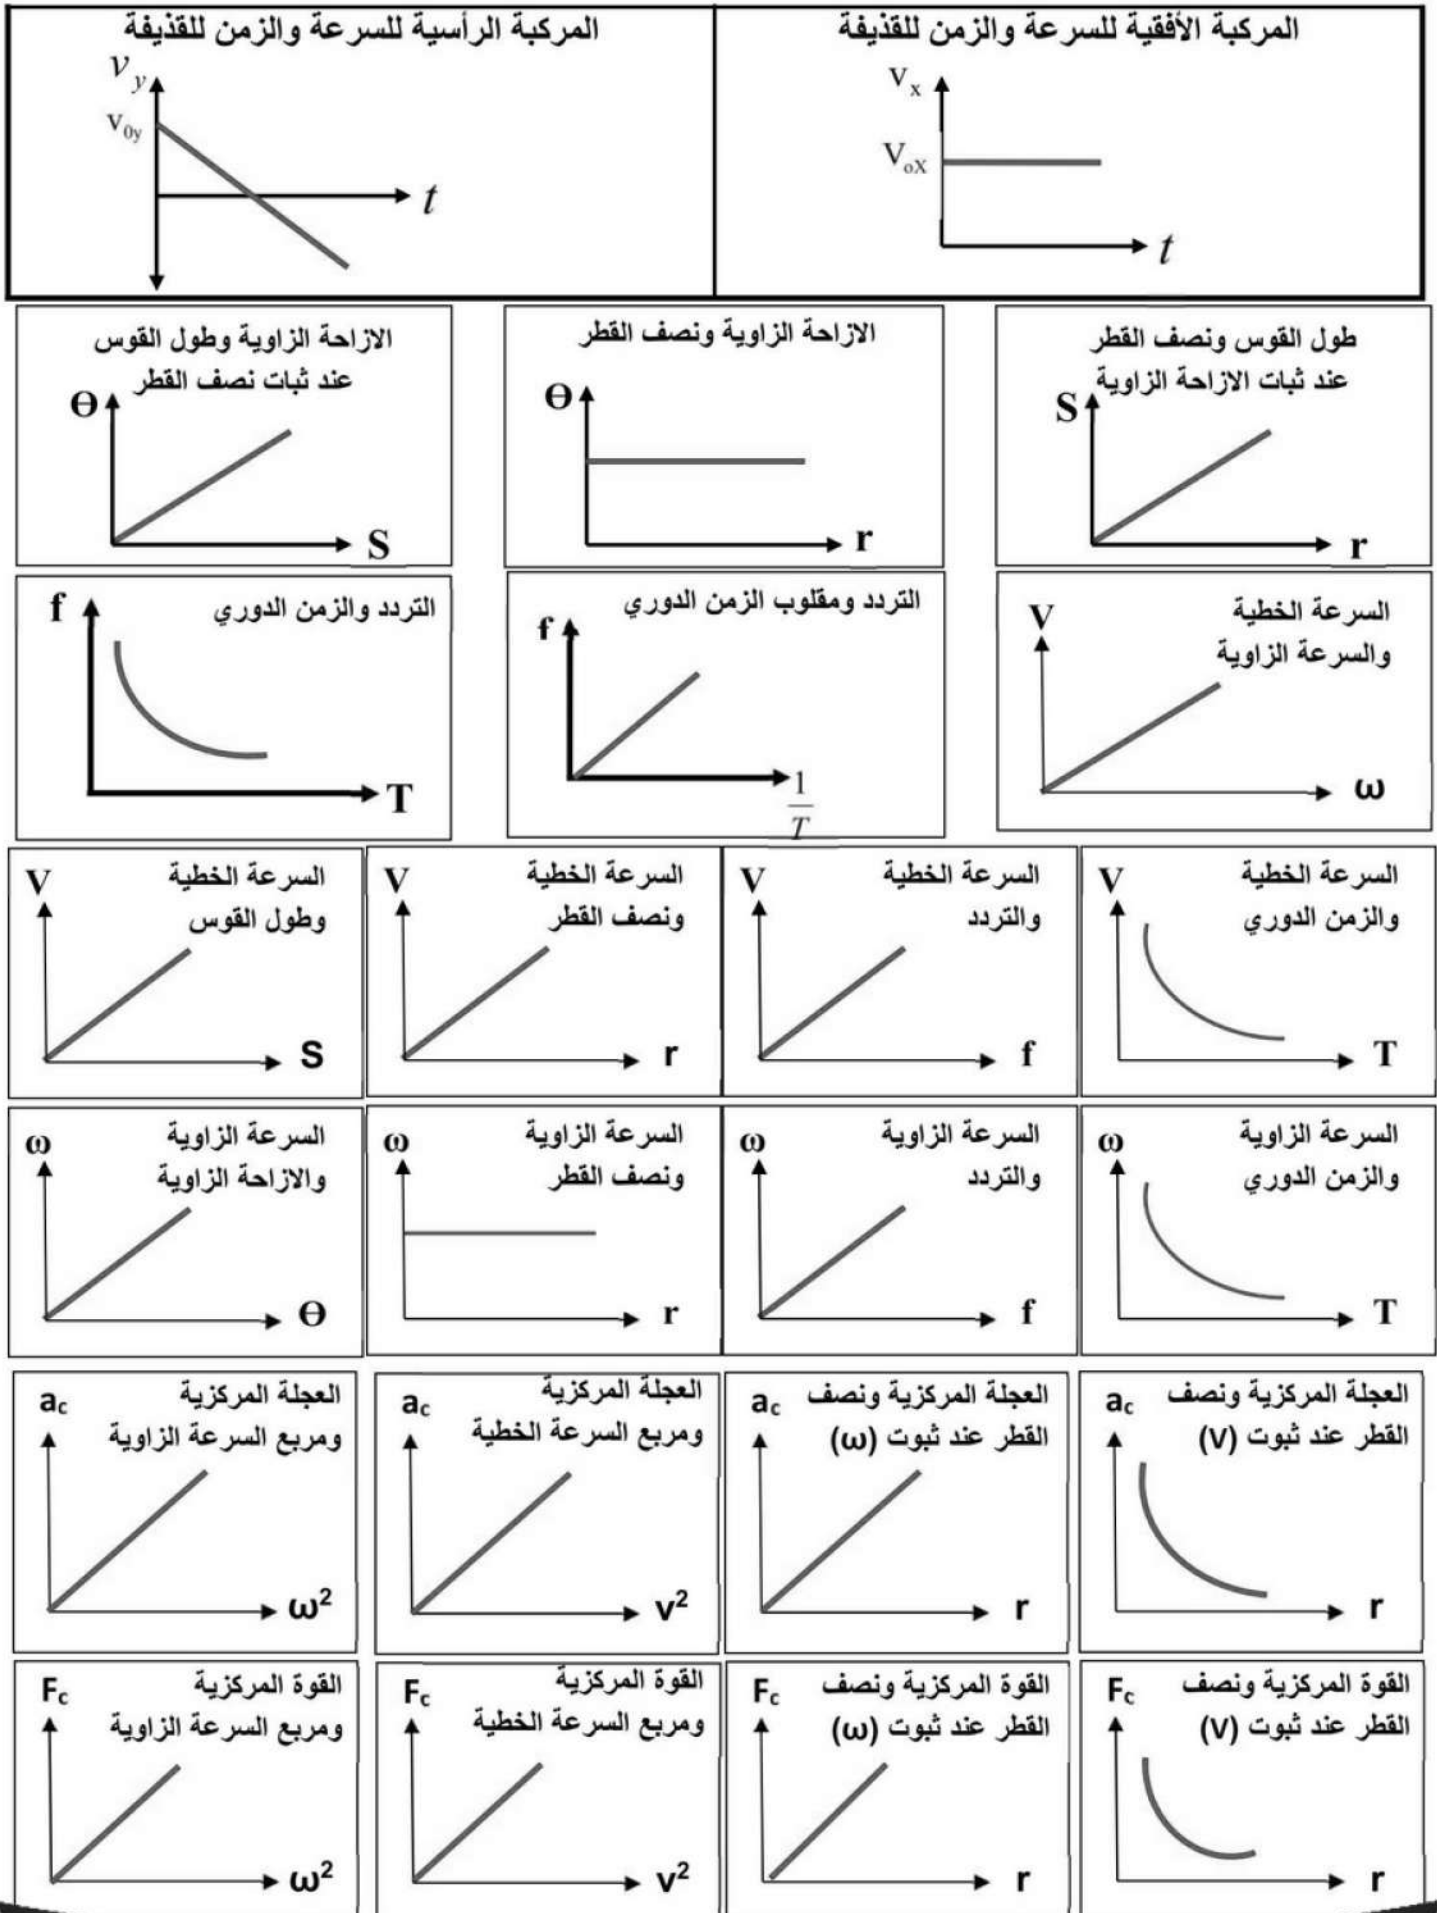 المركبة الأفقية للسرعة والزمن للقذيفة
v_x
V_oX
t
المركبة الرأسية للسرعة والزمن للقذيفة
v_y
v_0y
t
طول القوس ونصف القطر
عند ثبات الازاحة الزاوية
S
r
الازاحة الزاوية ونصف القطر
Ө
r
الازاحة الزاوية وطول القوس
عند ثبات نصف القطر
Ө
S
السرعة الخطية
والسرعة الزاوية
V
ω
التردد ومقلوب الزمن الدوري
f
1
T
التردد والزمن الدوري
f
T
السرعة الخطية
والزمن الدوري
V
T
السرعة الخطية
والتردد
V
f
السرعة الخطية
ونصف القطر
V
r
السرعة الخطية
وطول القوس
V
S
السرعة الزاوية
والزمن الدوري
ω
T
السرعة الزاوية
والتردد
ω
f
السرعة الزاوية
ونصف القطر
ω
r
السرعة الزاوية
والازاحة الزاوية
ω
Ө
العجلة المركزية ونصف
القطر عند ثبوت (V)
a_c
r
العجلة المركزية ونصف
القطر عند ثبوت (ω)
a_c
r
العجلة المركزية
ومربع السرعة الخطية
a_c
v²
العجلة المركزية
ومربع السرعة الزاوية
a_c
ω²
القوة المركزية ونصف
القطر عند ثبوت (V)
F_c
r
القوة المركزية ونصف
القطر عند ثبوت (ω)
F_c
r
القوة المركزية
ومربع السرعة الخطية
F_c
v²
القوة المركزية
ومربع السرعة الزاوية
F_c
ω²